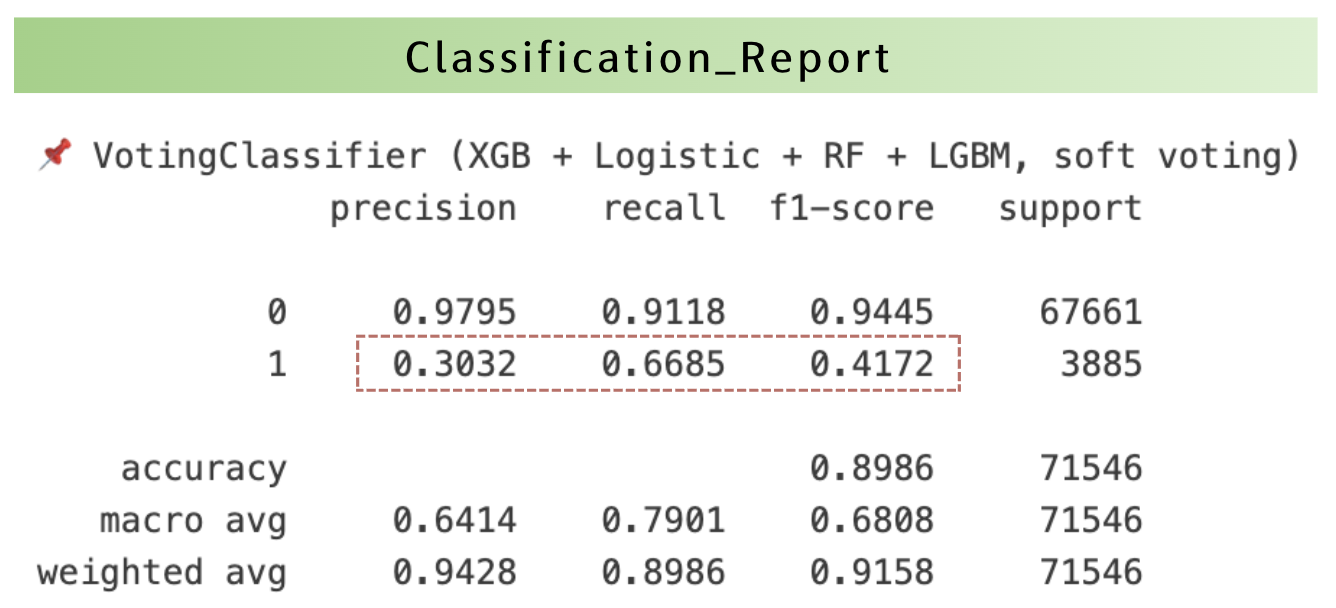 Classification_Report
📌 VotingClassifier (XGB + Logistic + RF + LGBM, soft voting)
precision recall f1-score support
0 0.9795 0.9118 0.9445 67661
1 0.3032 0.6685 0.4172 3885
accuracy 0.8986 71546
macro avg 0.6414 0.7901 0.6808 71546
weighted avg 0.9428 0.8986 0.9158 71546